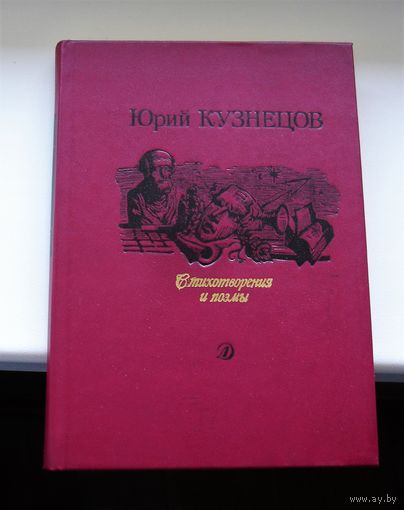 Юрий КУЗНЕЦОВ
Стихотворения
и поэмы
Д
www.ay.by